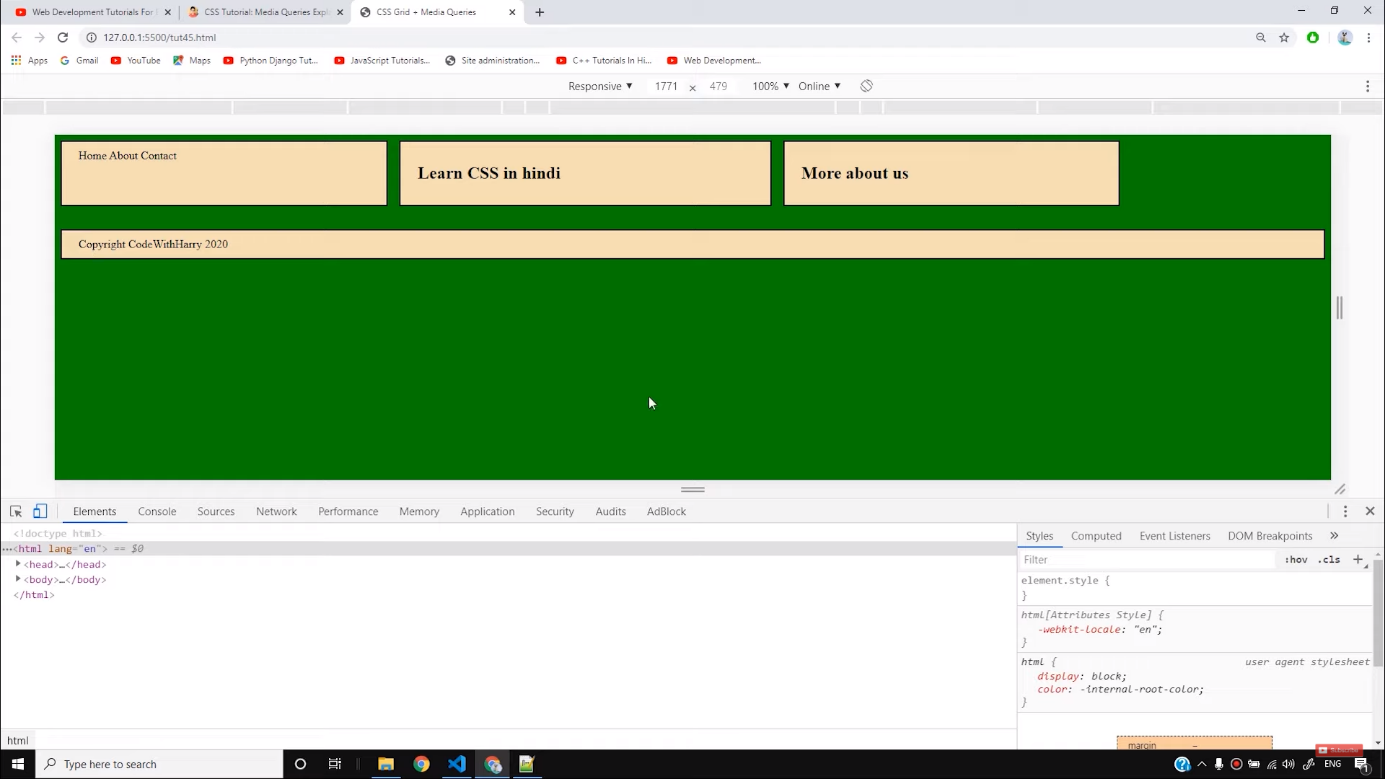 Web Development Tutorials For
CSS Tutorial: Media Queries Expl
CSS Grid + Media Queries
127.0.0.1:5500/tut45.html
Apps
Gmail
YouTube
Maps
Python Django Tut...
JavaScript Tutorials...
Site administration...
C++ Tutorials In Hi...
Web Development...
Responsive ▼ 1771 × 479 100% ▼ Online ▼
Home About Contact
Learn CSS in hindi
More about us
Copyright CodeWithHarry 2020
Elements Console Sources Network Performance Memory Application Security Audits AdBlock
<!doctype html>
...<html lang="en"> == $0
<head>…</head>
<body>…</body>
</html>
html
Styles Computed Event Listeners DOM Breakpoints »
Filter :hov .cls +
element.style {
}
html[Attributes Style] {
-webkit-locale: "en";
}
html { user agent stylesheet
display: block;
color: -internal-root-color;
}
margin –
Subscribe
Type here to search
ENG
1